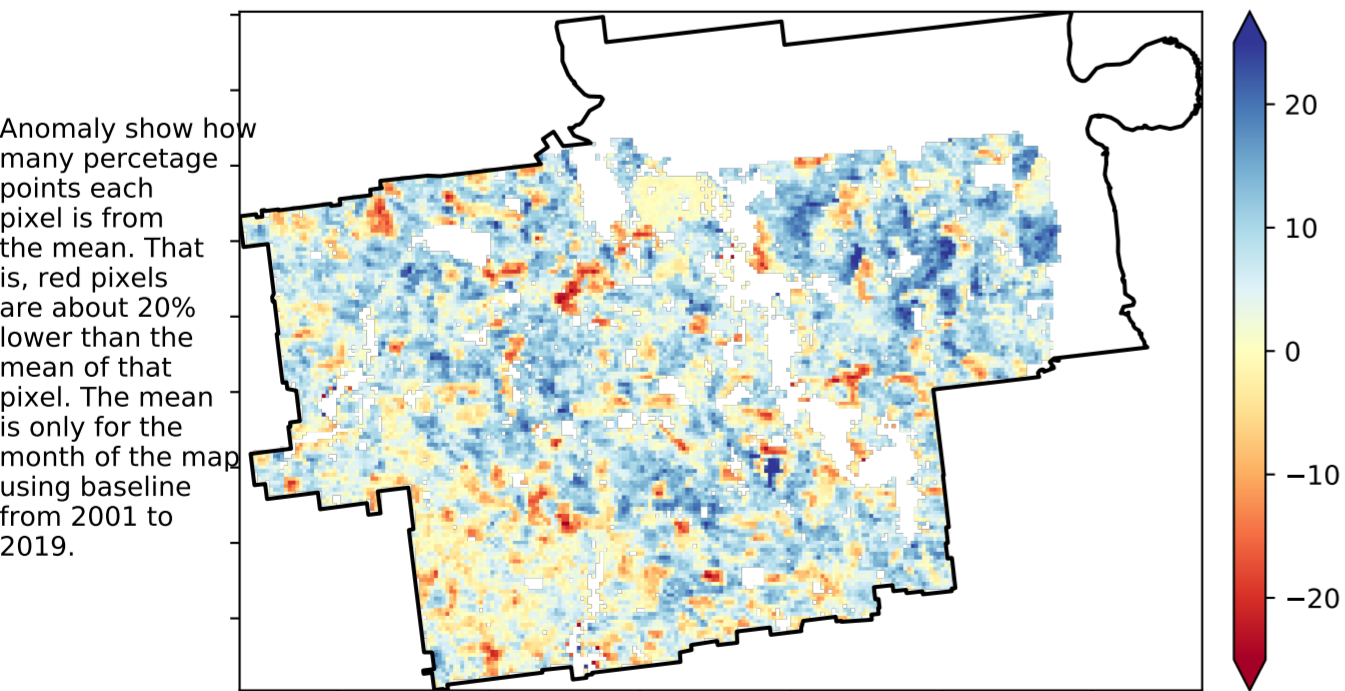 Anomaly show how
many percetage
points each
pixel is from
the mean. That
is, red pixels
are about 20%
lower than the
mean of that
pixel. The mean
is only for the
month of the map
using baseline
from 2001 to
2019.
20
10
0
−10
−20